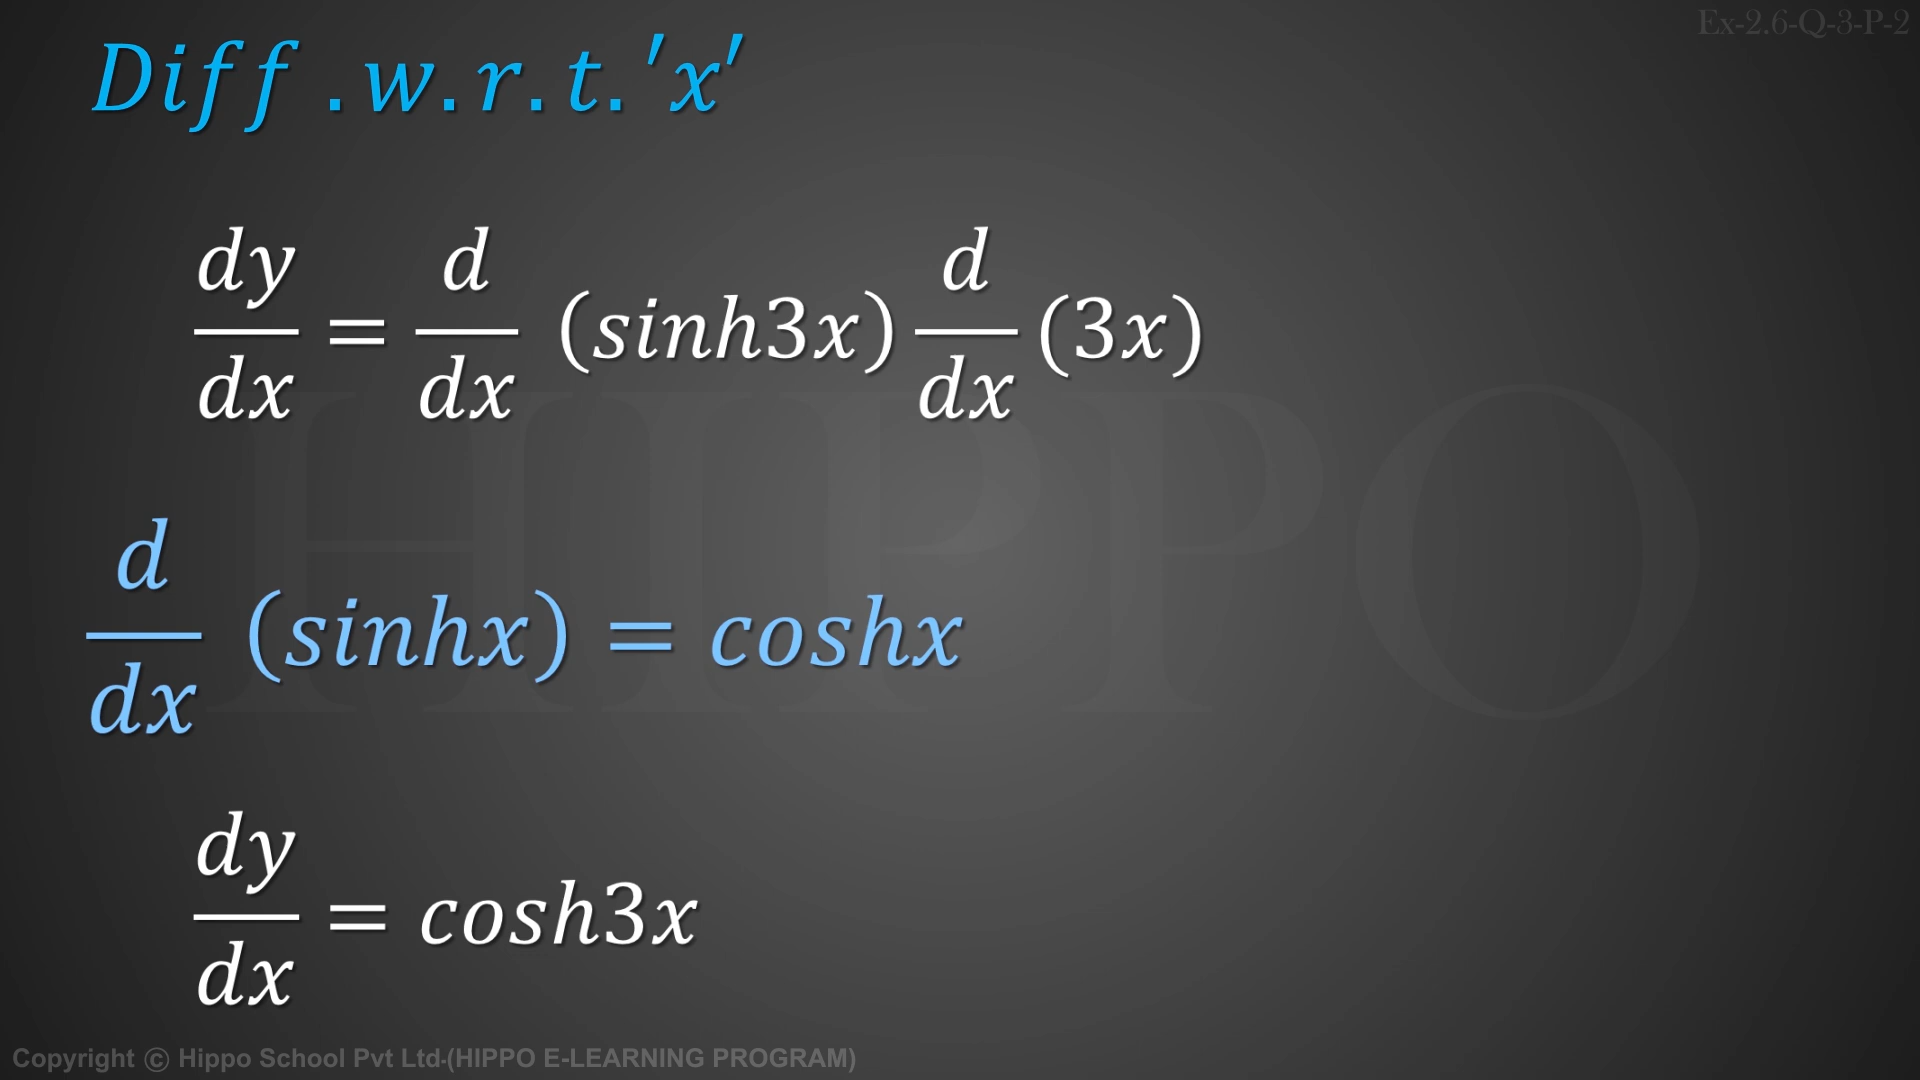 Ex-2.6-Q-3-P-2
Diff .w.r.t.'x'
dy/dx = d/dx (sinh3x) d/dx (3x)
d/dx (sinhx) = coshx
dy/dx = cosh3x
HIPPO
Copyright © Hippo School Pvt Ltd-(HIPPO E-LEARNING PROGRAM)